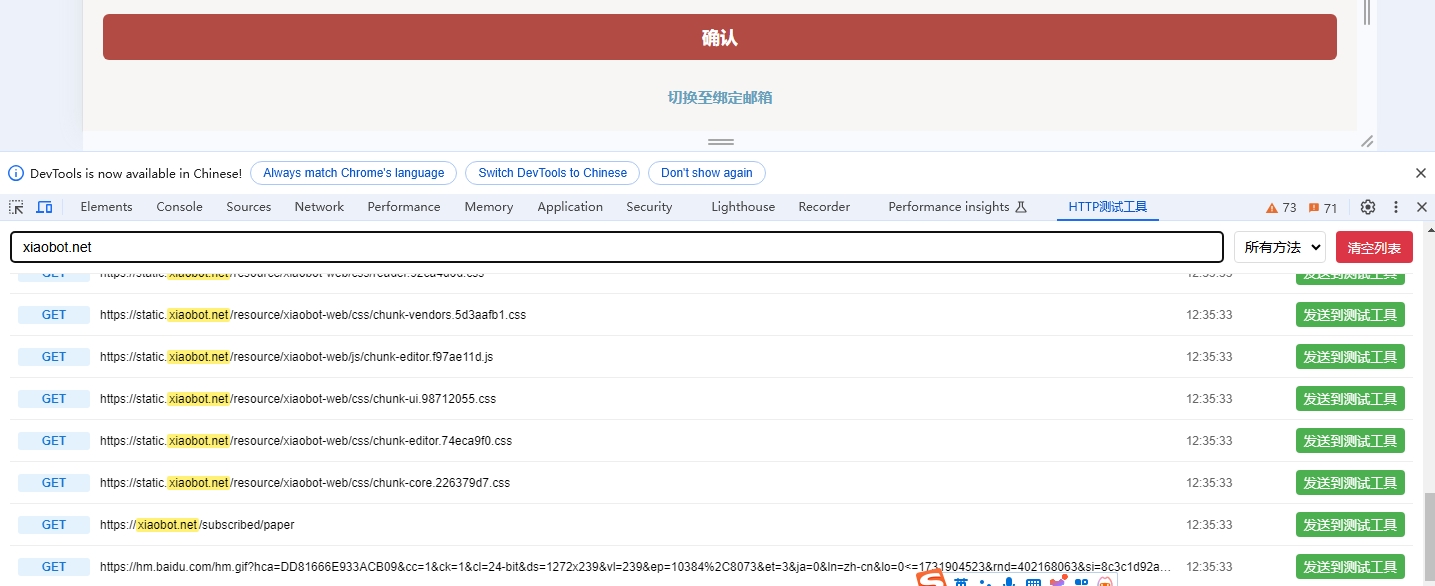 确认
切换至绑定邮箱
DevTools is now available in Chinese! Always match Chrome's language Switch DevTools to Chinese Don't show again
Elements Console Sources Network Performance Memory Application Security Lighthouse Recorder Performance insights HTTP测试工具 73 71
xiaobot.net 所有方法 清空列表
GET https://static.xiaobot.net/resource/xiaobot-web/css/reader.92ca4d6d.css 12:35:33 发送到测试工具
GET https://static.xiaobot.net/resource/xiaobot-web/css/chunk-vendors.5d3aafb1.css 12:35:33 发送到测试工具
GET https://static.xiaobot.net/resource/xiaobot-web/js/chunk-editor.f97ae11d.js 12:35:33 发送到测试工具
GET https://static.xiaobot.net/resource/xiaobot-web/css/chunk-ui.98712055.css 12:35:33 发送到测试工具
GET https://static.xiaobot.net/resource/xiaobot-web/css/chunk-editor.74eca9f0.css 12:35:33 发送到测试工具
GET https://static.xiaobot.net/resource/xiaobot-web/css/chunk-core.226379d7.css 12:35:33 发送到测试工具
GET https://xiaobot.net/subscribed/paper 12:35:33 发送到测试工具
GET https://hm.baidu.com/hm.gif?hca=DD81666E933ACB09&cc=1&ck=1&cl=24-bit&ds=1272x239&vl=239&ep=10384%2C8073&et=3&ja=0&ln=zh-cn&lo=0&lt=1731904523&rnd=402168063&si=8c3c1d92a... 12:35:33 发送到测试工具
英